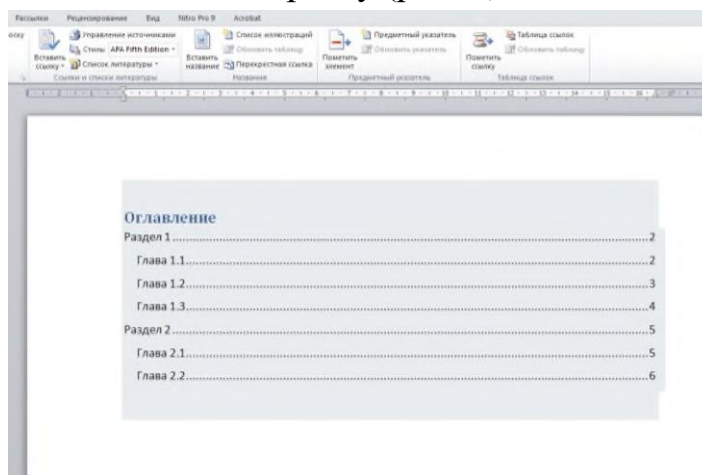 Рассылки Рецензирование Вид Nitro Pro 9 Acrobat
Вставить ссылку
Управление источниками
Стиль: APA Fifth Edition
Список литературы
Ссылки и списки литературы
Вставить название
Список иллюстраций
Обновить таблицу
Перекрестная ссылка
Названия
Пометить элемент
Предметный указатель
Обновить указатель
Предметный указатель
Пометить ссылку
Таблица ссылок
Обновить таблицу
Таблица ссылок
Оглавление
Раздел 1 2
Глава 1.1 2
Глава 1.2 3
Глава 1.3 4
Раздел 2 5
Глава 2.1 5
Глава 2.2 6